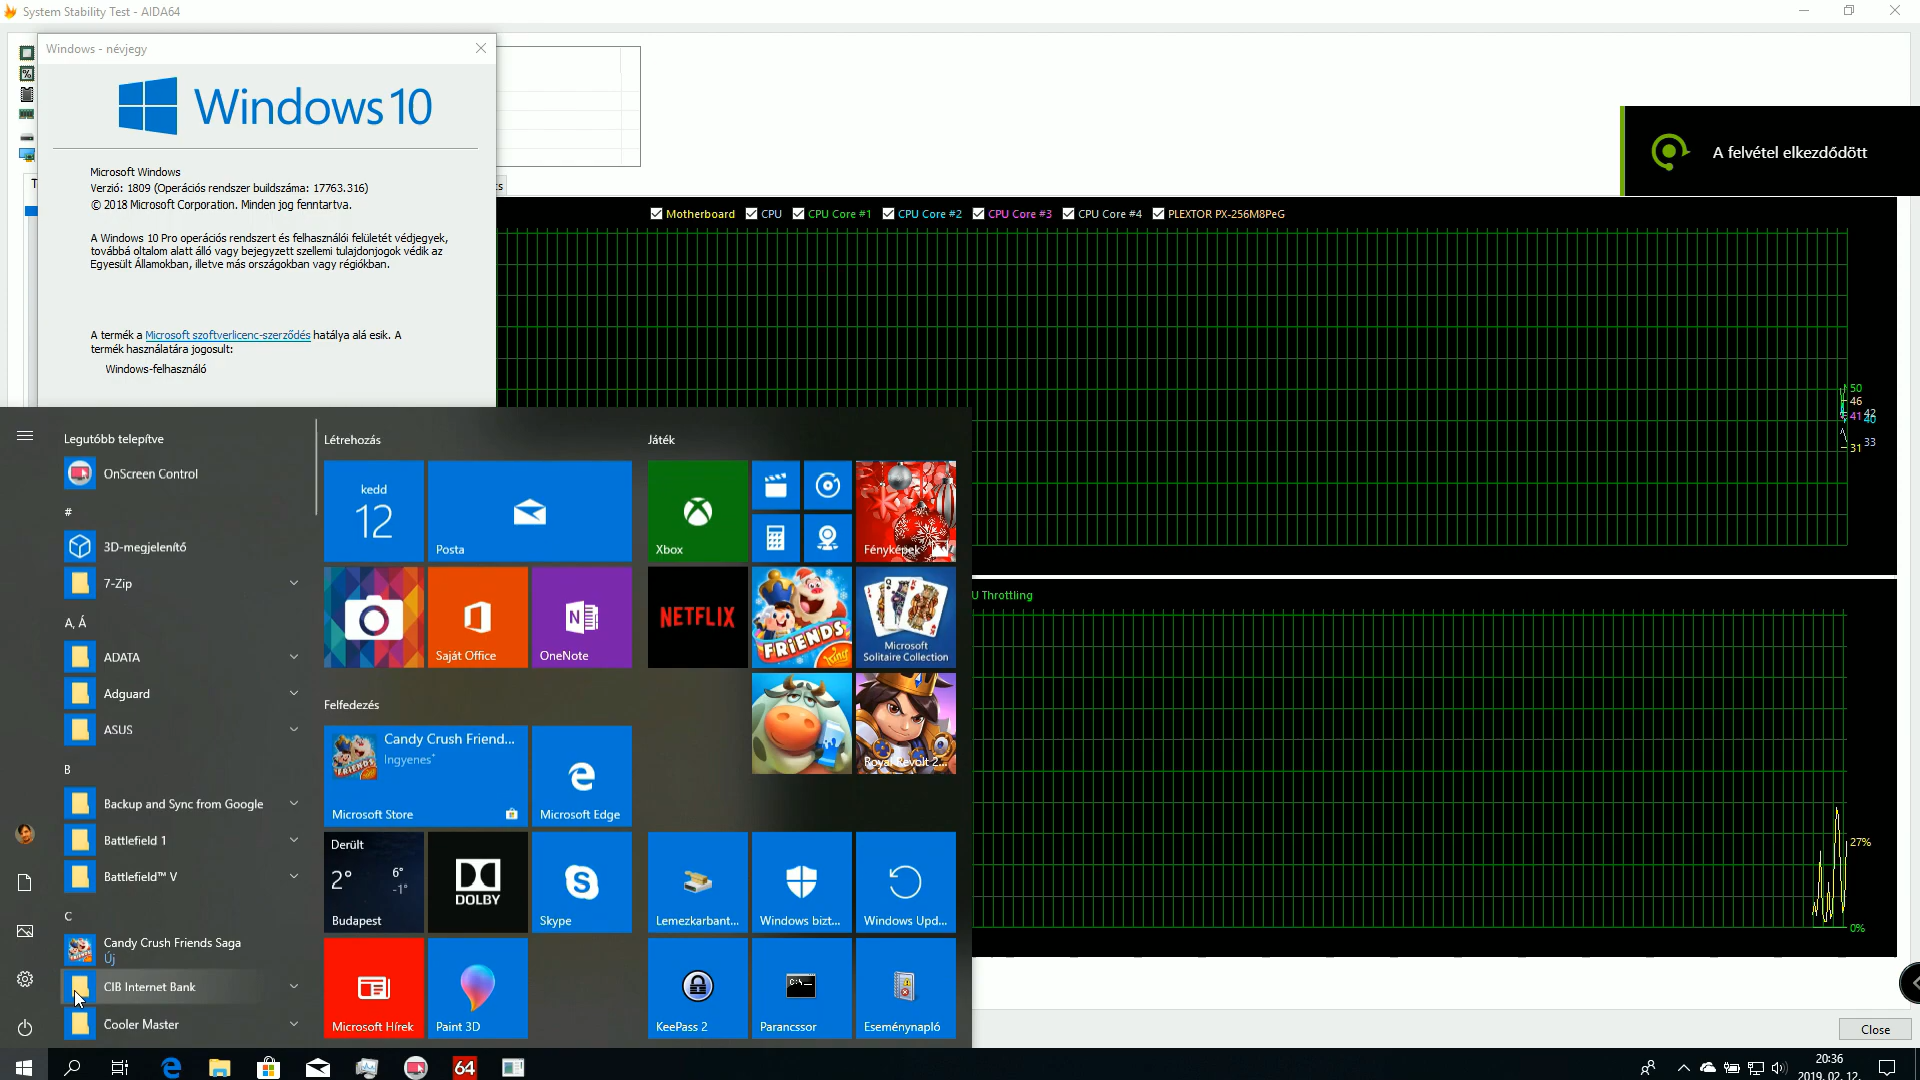 System Stability Test - AIDA64
Windows - névjegy
Windows 10
Microsoft Windows
Verzió: 1809 (Operációs rendszer buildszáma: 17763.316)
© 2018 Microsoft Corporation. Minden jog fenntartva.
A Windows 10 Pro operációs rendszert és felhasználói felületét védjegyek,
továbbá oltalom alatt álló vagy bejegyzett szellemi tulajdonjogok védik az
Egyesült Államokban, illetve más országokban vagy régiókban.
A termék a Microsoft szoftverlicenc-szerződés hatálya alá esik. A
termék használatára jogosult:
Windows-felhasználó
A felvétel elkezdődött
Motherboard CPU CPU Core #1 CPU Core #2 CPU Core #3 CPU Core #4 PLEXTOR PX-256M8PeG
50
46
42
41
40
33
31
U Throttling
27%
0%
Close
Legutóbb telepítve
OnScreen Control
#
3D-megjelenítő
7-Zip
A, Á
ADATA
Adguard
ASUS
B
Backup and Sync from Google
Battlefield 1
Battlefield™ V
C
Candy Crush Friends Saga
Új
CIB Internet Bank
Cooler Master
Létrehozás
kedd
12
Posta
Saját Office
OneNote
Felfedezés
Candy Crush Friend...
Ingyenes*
Microsoft Store
Microsoft Edge
Derült
2° 6°
-1°
Budapest
DOLBY
Skype
Microsoft Hírek
Paint 3D
Játék
Xbox
Fényképek
NETFLIX
FRIENDS
King
Microsoft
Solitaire Collection
Royal Revolt 2...
Lemezkarbant...
Windows bizt...
Windows Upd...
KeePass 2
Parancssor
Eseménynapló
64
20:36
2019. 02. 12.